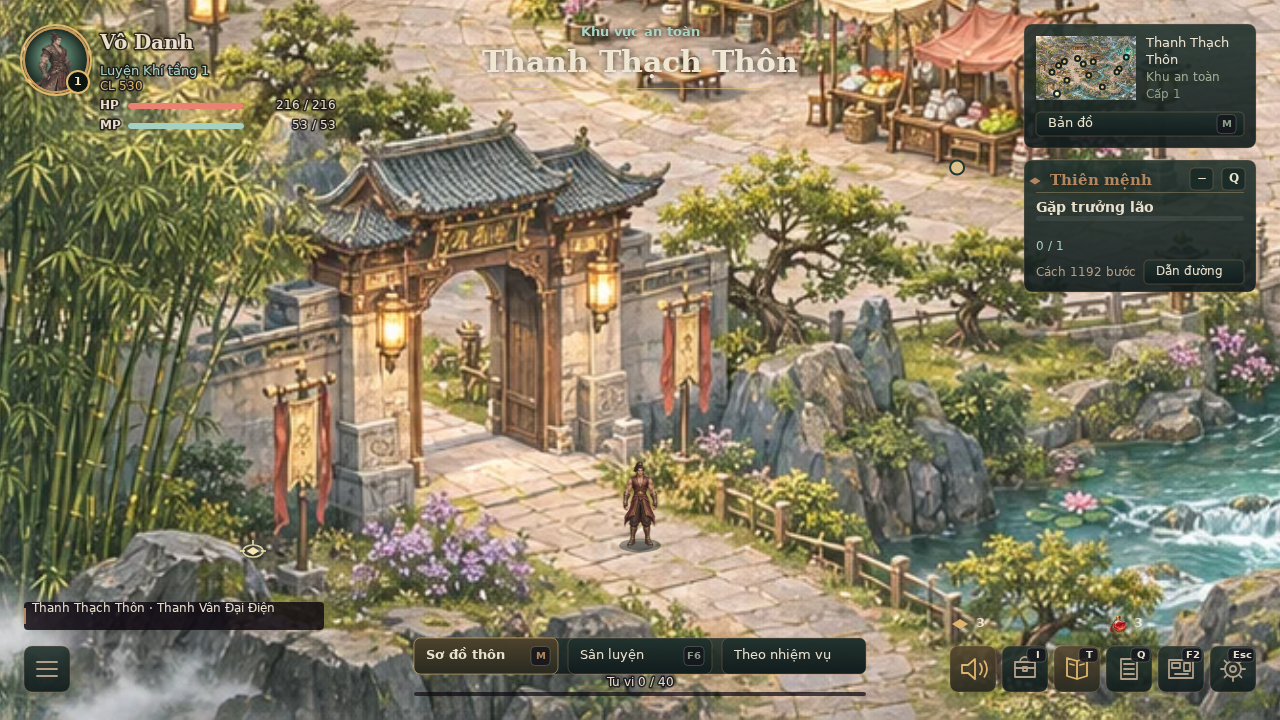 Vô Danh
Luyện Khí tầng 1
CL 530
1
HP 216 / 216
MP 53 / 53
Khu vực an toàn
Thanh Thạch Thôn
Thanh Thạch Thôn
Khu an toàn
Cấp 1
Bản đồ M
Thiên mệnh − Q
Gặp trưởng lão
0 / 1
Cách 1192 bước Dẫn đường
Thanh Thạch Thôn · Thanh Vân Đại Điện
3 3
Sơ đồ thôn M
Sân luyện F6
Theo nhiệm vụ
Tu vi 0 / 40
I T Q F2 Esc